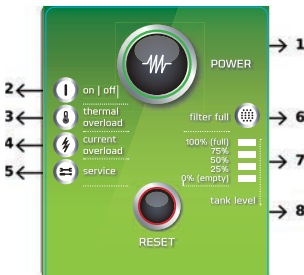 1
POWER
2
on | off
3
thermal
overload
filter full
6
4
current
overload
100% (full)
75%
50%
25%
0% (empty)
7
5
service
tank level
8
RESET